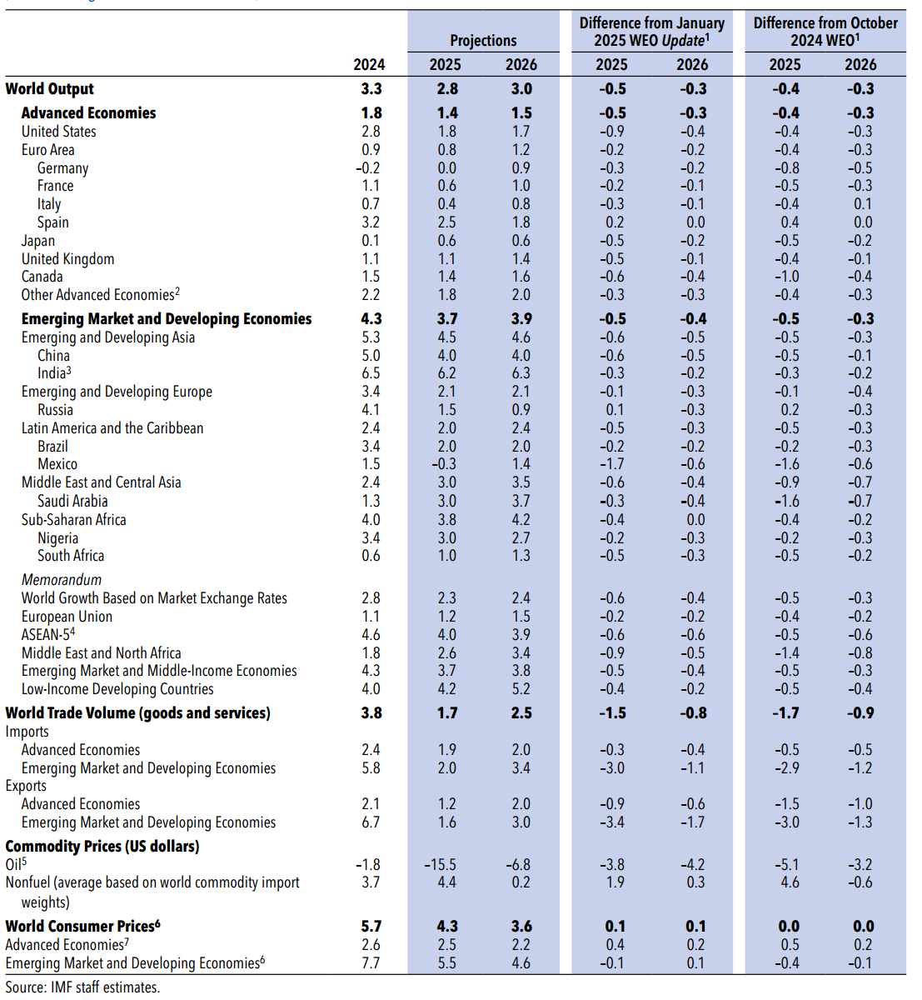 Difference from January Difference from October
Projections 2025 WEO Update1 2024 WEO1
2024 2025 2026 2025 2026 2025 2026
World Output 3.3 2.8 3.0 –0.5 –0.3 –0.4 –0.3
Advanced Economies 1.8 1.4 1.5 –0.5 –0.3 –0.4 –0.3
United States 2.8 1.8 1.7 –0.9 –0.4 –0.4 –0.3
Euro Area 0.9 0.8 1.2 –0.2 –0.2 –0.4 –0.3
Germany –0.2 0.0 0.9 –0.3 –0.2 –0.8 –0.5
France 1.1 0.6 1.0 –0.2 –0.1 –0.5 –0.3
Italy 0.7 0.4 0.8 –0.3 –0.1 –0.4 0.1
Spain 3.2 2.5 1.8 0.2 0.0 0.4 0.0
Japan 0.1 0.6 0.6 –0.5 –0.2 –0.5 –0.2
United Kingdom 1.1 1.1 1.4 –0.5 –0.1 –0.4 –0.1
Canada 1.5 1.4 1.6 –0.6 –0.4 –1.0 –0.4
Other Advanced Economies2 2.2 1.8 2.0 –0.3 –0.3 –0.4 –0.3
Emerging Market and Developing Economies 4.3 3.7 3.9 –0.5 –0.4 –0.5 –0.3
Emerging and Developing Asia 5.3 4.5 4.6 –0.6 –0.5 –0.5 –0.3
China 5.0 4.0 4.0 –0.6 –0.5 –0.5 –0.1
India3 6.5 6.2 6.3 –0.3 –0.2 –0.3 –0.2
Emerging and Developing Europe 3.4 2.1 2.1 –0.1 –0.3 –0.1 –0.4
Russia 4.1 1.5 0.9 0.1 –0.3 0.2 –0.3
Latin America and the Caribbean 2.4 2.0 2.4 –0.5 –0.3 –0.5 –0.3
Brazil 3.4 2.0 2.0 –0.2 –0.2 –0.2 –0.3
Mexico 1.5 –0.3 1.4 –1.7 –0.6 –1.6 –0.6
Middle East and Central Asia 2.4 3.0 3.5 –0.6 –0.4 –0.9 –0.7
Saudi Arabia 1.3 3.0 3.7 –0.3 –0.4 –1.6 –0.7
Sub-Saharan Africa 4.0 3.8 4.2 –0.4 0.0 –0.4 –0.2
Nigeria 3.4 3.0 2.7 –0.2 –0.3 –0.2 –0.3
South Africa 0.6 1.0 1.3 –0.5 –0.3 –0.5 –0.2
Memorandum
World Growth Based on Market Exchange Rates 2.8 2.3 2.4 –0.6 –0.4 –0.5 –0.3
European Union 1.1 1.2 1.5 –0.2 –0.2 –0.4 –0.2
ASEAN-54 4.6 4.0 3.9 –0.6 –0.6 –0.5 –0.6
Middle East and North Africa 1.8 2.6 3.4 –0.9 –0.5 –1.4 –0.8
Emerging Market and Middle-Income Economies 4.3 3.7 3.8 –0.5 –0.4 –0.5 –0.3
Low-Income Developing Countries 4.0 4.2 5.2 –0.4 –0.2 –0.5 –0.4
World Trade Volume (goods and services) 3.8 1.7 2.5 –1.5 –0.8 –1.7 –0.9
Imports
Advanced Economies 2.4 1.9 2.0 –0.3 –0.4 –0.5 –0.5
Emerging Market and Developing Economies 5.8 2.0 3.4 –3.0 –1.1 –2.9 –1.2
Exports
Advanced Economies 2.1 1.2 2.0 –0.9 –0.6 –1.5 –1.0
Emerging Market and Developing Economies 6.7 1.6 3.0 –3.4 –1.7 –3.0 –1.3
Commodity Prices (US dollars)
Oil5 –1.8 –15.5 –6.8 –3.8 –4.2 –5.1 –3.2
Nonfuel (average based on world commodity import 3.7 4.4 0.2 1.9 0.3 4.6 –0.6
weights)
World Consumer Prices6 5.7 4.3 3.6 0.1 0.1 0.0 0.0
Advanced Economies7 2.6 2.5 2.2 0.4 0.2 0.5 0.2
Emerging Market and Developing Economies6 7.7 5.5 4.6 –0.1 0.1 –0.4 –0.1
Source: IMF staff estimates.